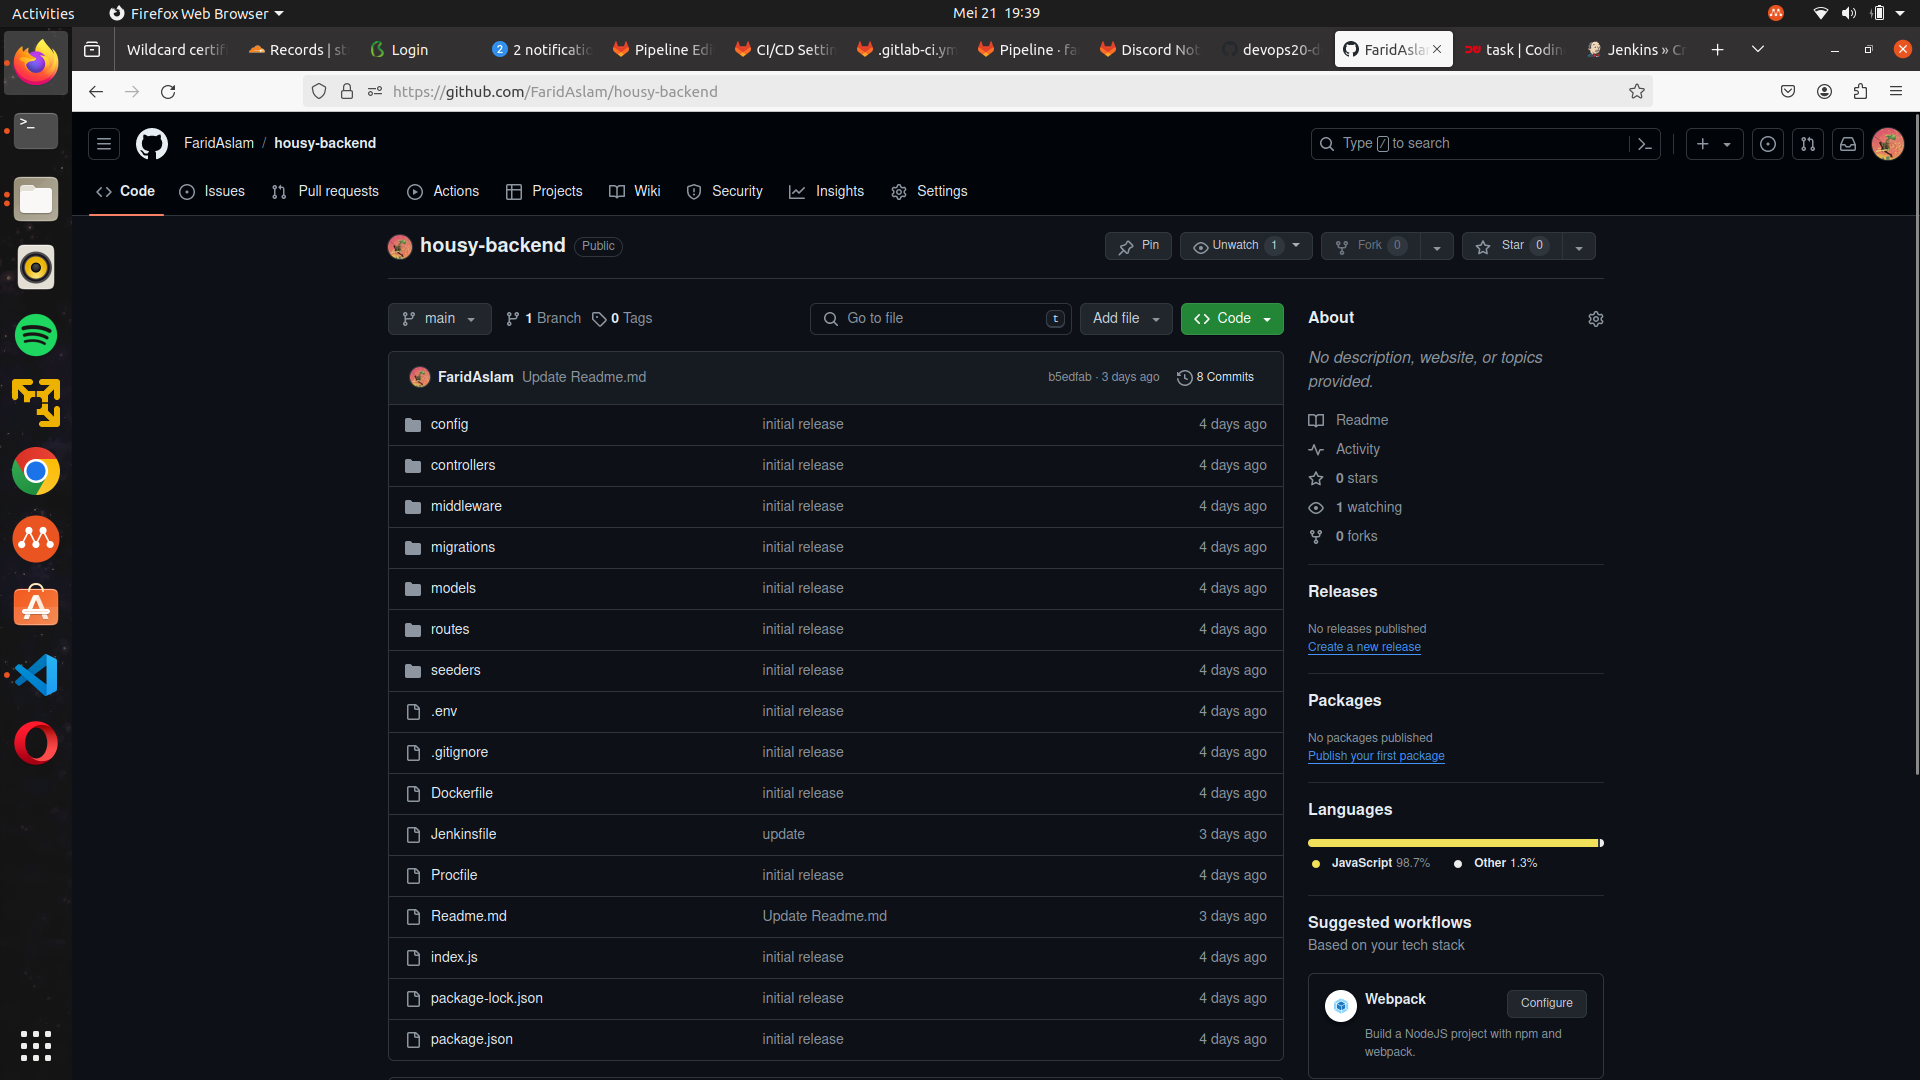 Activities
Firefox Web Browser
Mei 21 19:39
Wildcard certif
Records | st
Login
2
2 notificatio
Pipeline Edi
CI/CD Settin
.gitlab-ci.ym
Pipeline · fa
Discord Not
devops20-d
FaridAsla
task | Codin
Jenkins » Cr
https://github.com/FaridAslam/housy-backend
FaridAslam / housy-backend
Type / to search
Code
Issues
Pull requests
Actions
Projects
Wiki
Security
Insights
Settings
housy-backend
Public
Pin
Unwatch 1
Fork 0
Star 0
main
1 Branch
0 Tags
Go to file
t
Add file
Code
FaridAslam Update Readme.md
b5edfab · 3 days ago
8 Commits
config initial release 4 days ago
controllers initial release 4 days ago
middleware initial release 4 days ago
migrations initial release 4 days ago
models initial release 4 days ago
routes initial release 4 days ago
seeders initial release 4 days ago
.env initial release 4 days ago
.gitignore initial release 4 days ago
Dockerfile initial release 4 days ago
Jenkinsfile update 3 days ago
Procfile initial release 4 days ago
Readme.md Update Readme.md 3 days ago
index.js initial release 4 days ago
package-lock.json initial release 4 days ago
package.json initial release 4 days ago
About
No description, website, or topics
provided.
Readme
Activity
0 stars
1 watching
0 forks
Releases
No releases published
Create a new release
Packages
No packages published
Publish your first package
Languages
JavaScript 98.7%
Other 1.3%
Suggested workflows
Based on your tech stack
Webpack
Configure
Build a NodeJS project with npm and
webpack.